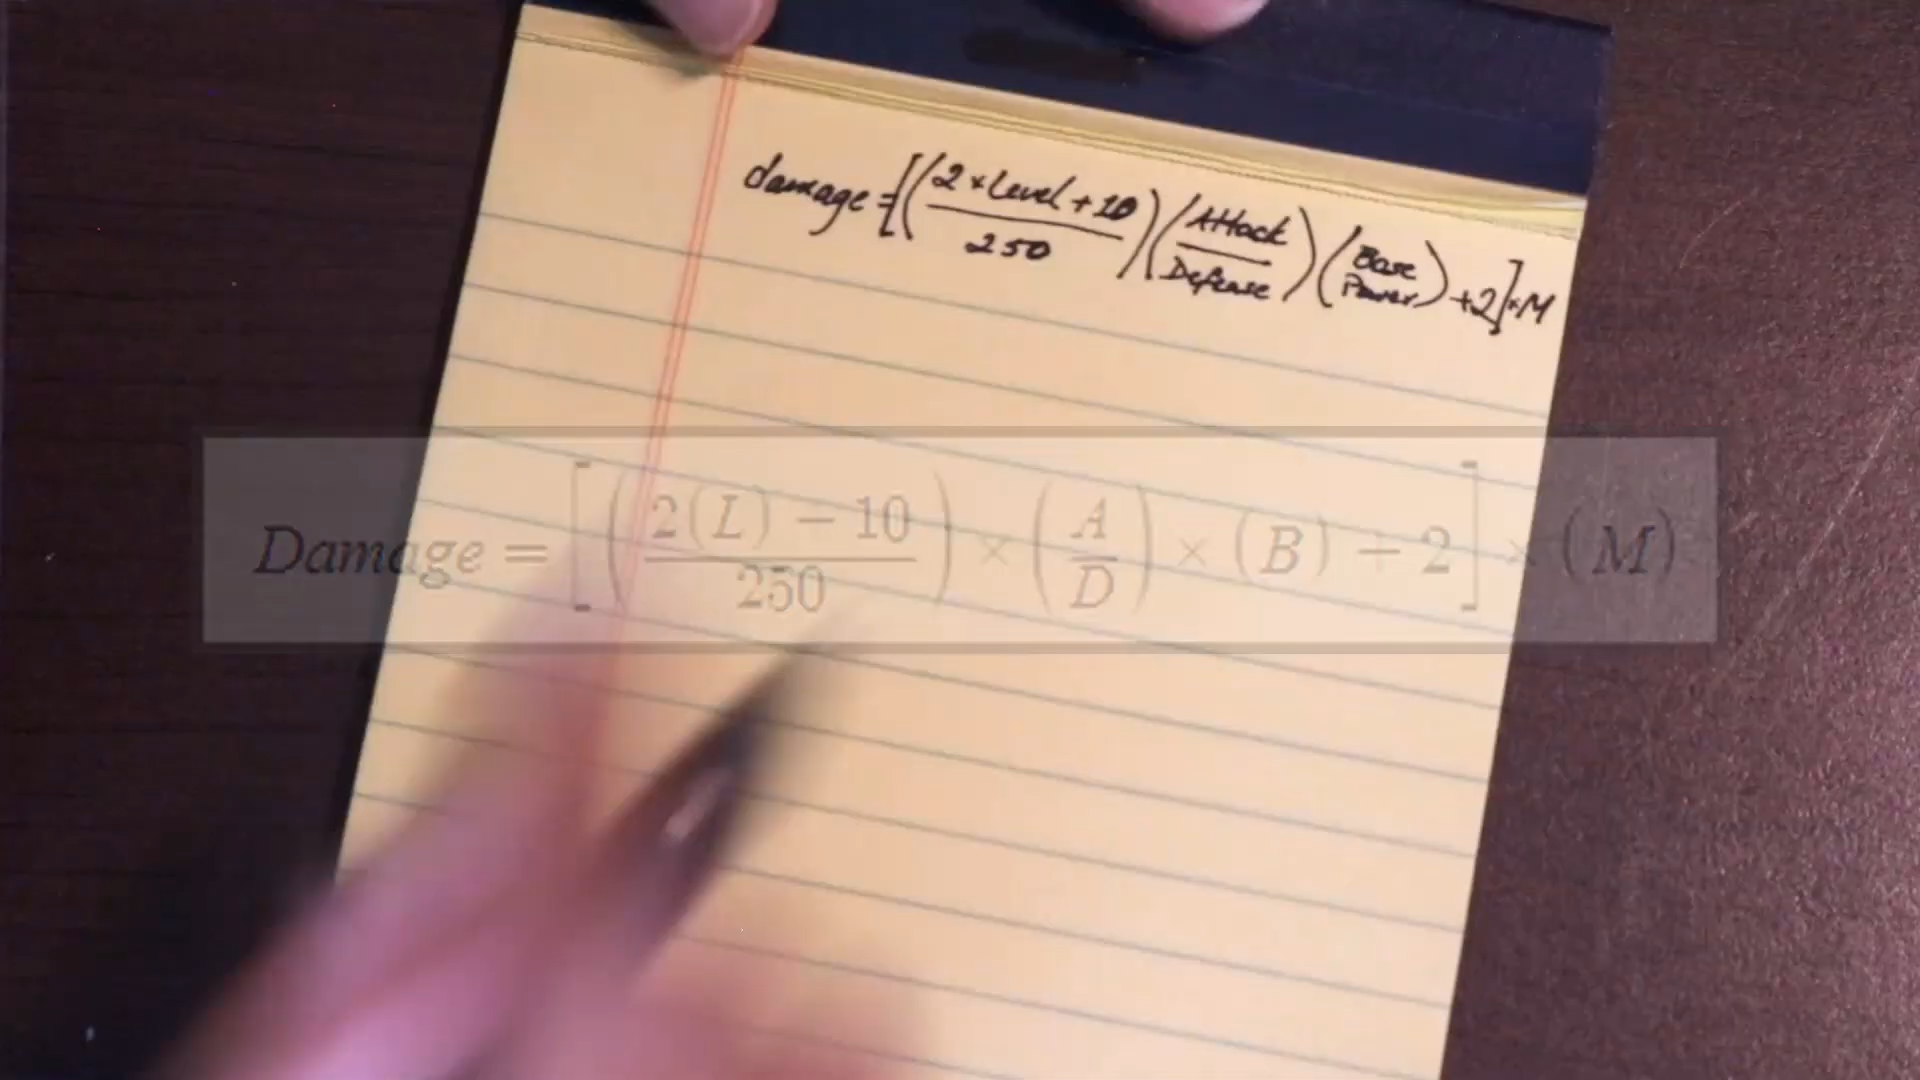 damage = [((2 × Level + 10) / 250) (Attack / Defense) (Base Power) + 2] × M
Damage = [((2(L) − 10) / 250) × (A / D) × (B) + 2] × (M)